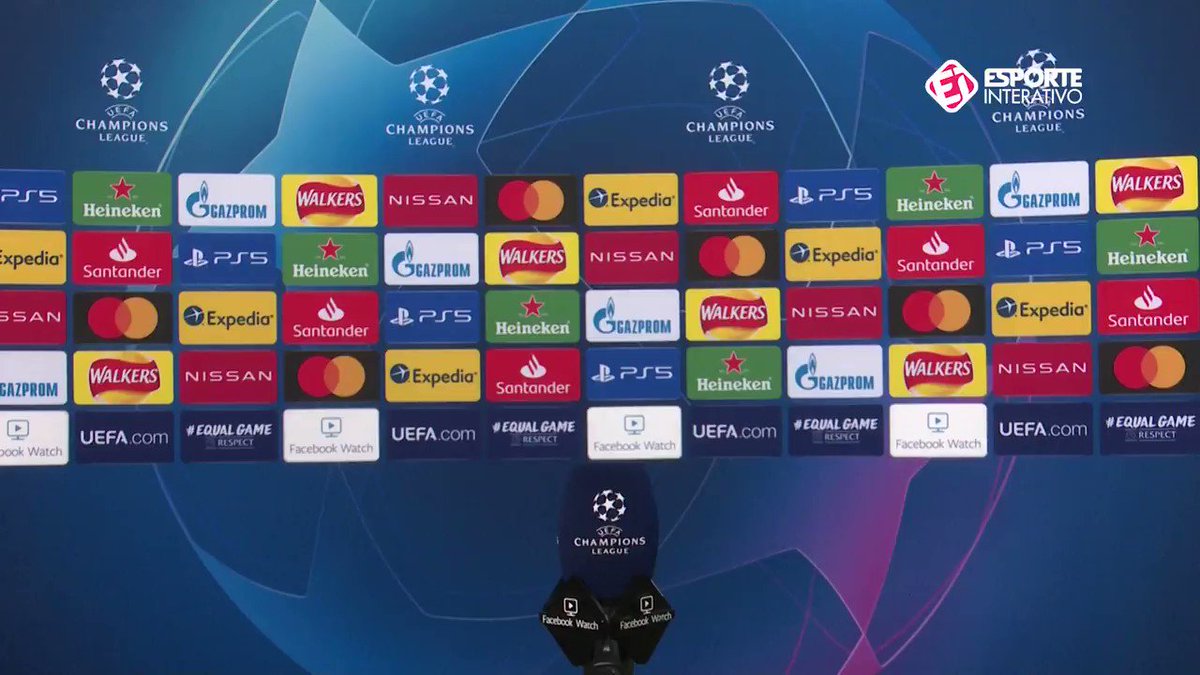 UEFA
CHAMPIONS
LEAGUE
UEFA
CHAMPIONS
LEAGUE
UEFA
CHAMPIONS
LEAGUE
ESPORTE
INTERATIVO
CHAMPIONS
LEAGUE
PS5 Heineken GAZPROM WALKERS NISSAN Expedia Santander PS5 Heineken GAZPROM WALKERS
Expedia Santander PS5 Heineken GAZPROM WALKERS NISSAN Expedia Santander PS5 Heineken
SSAN Expedia Santander PS5 Heineken GAZPROM WALKERS NISSAN Expedia Santander
GAZPROM WALKERS NISSAN Expedia Santander PS5 Heineken GAZPROM WALKERS NISSAN
ook Watch UEFA.com #EQUAL GAME Facebook Watch UEFA.com #EQUAL GAME Facebook Watch UEFA.com #EQUAL GAME Facebook Watch UEFA.com #EQUAL GAME
RESPECT RESPECT RESPECT RESPECT
UEFA
CHAMPIONS
LEAGUE
Facebook Watch Facebook Watch